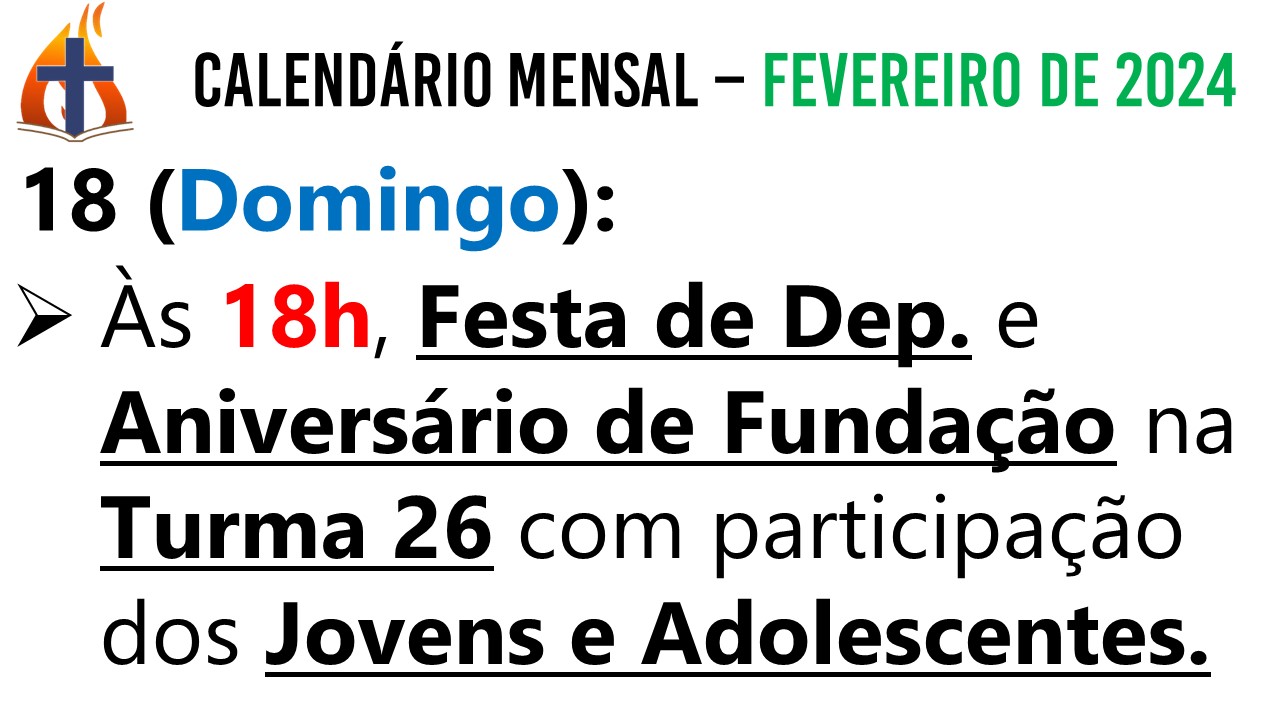 CALENDÁRIO MENSAL – FEVEREIRO DE 2024
18 (Domingo):
➢ Às 18h, Festa de Dep. e
Aniversário de Fundação na
Turma 26 com participação
dos Jovens e Adolescentes.